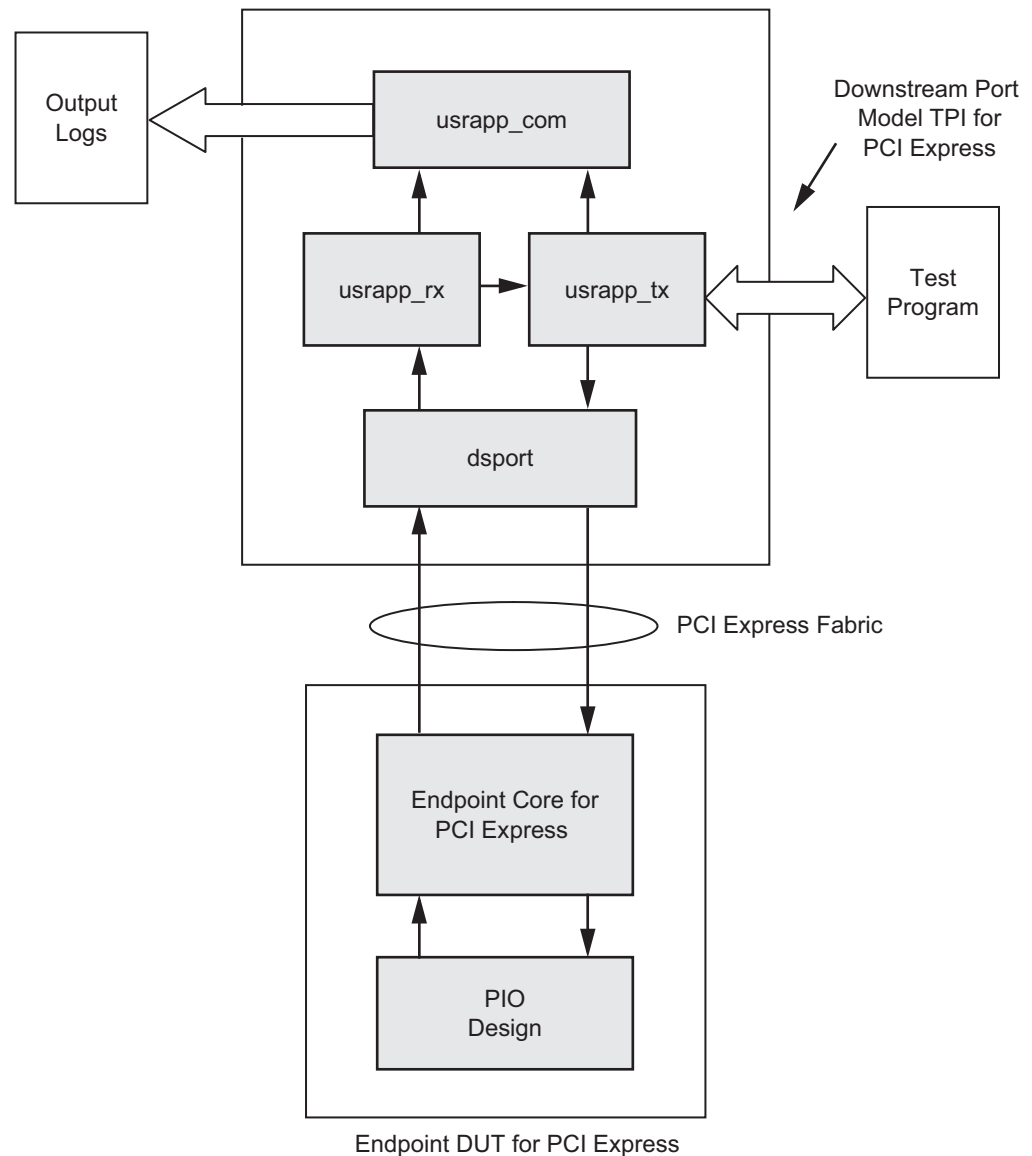 Output
Logs
usrapp_com
Downstream Port
Model TPI for
PCI Express
usrapp_rx
usrapp_tx
Test
Program
dsport
PCI Express Fabric
Endpoint Core for
PCI Express
PIO
Design
Endpoint DUT for PCI Express